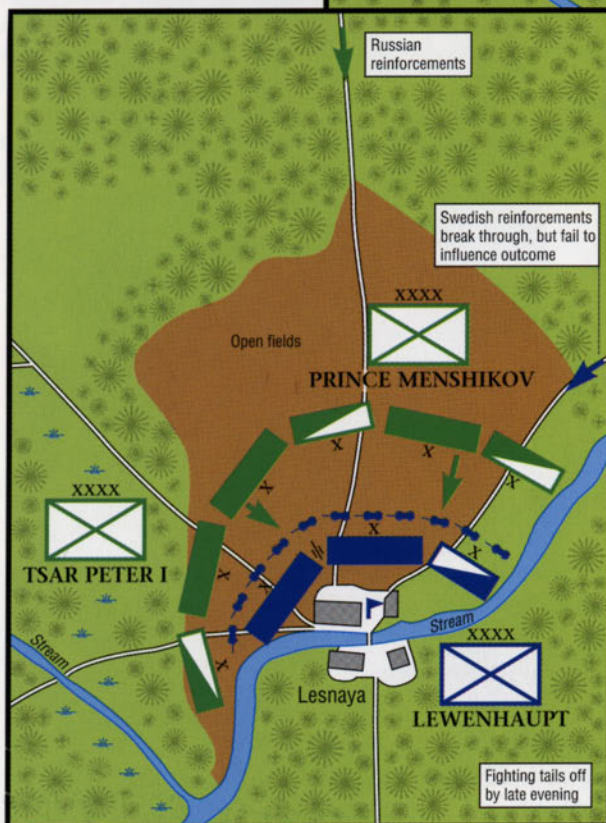 Russian
reinforcements
Swedish reinforcements
break through, but fail to
influence outcome
Open fields
XXXX
PRINCE MENSHIKOV
X
X
X
X
X
X
XXXX
TSAR PETER I
X
X
X
Stream
Stream
Lesnaya
XXXX
LEWENHAUPT
Fighting tails off
by late evening